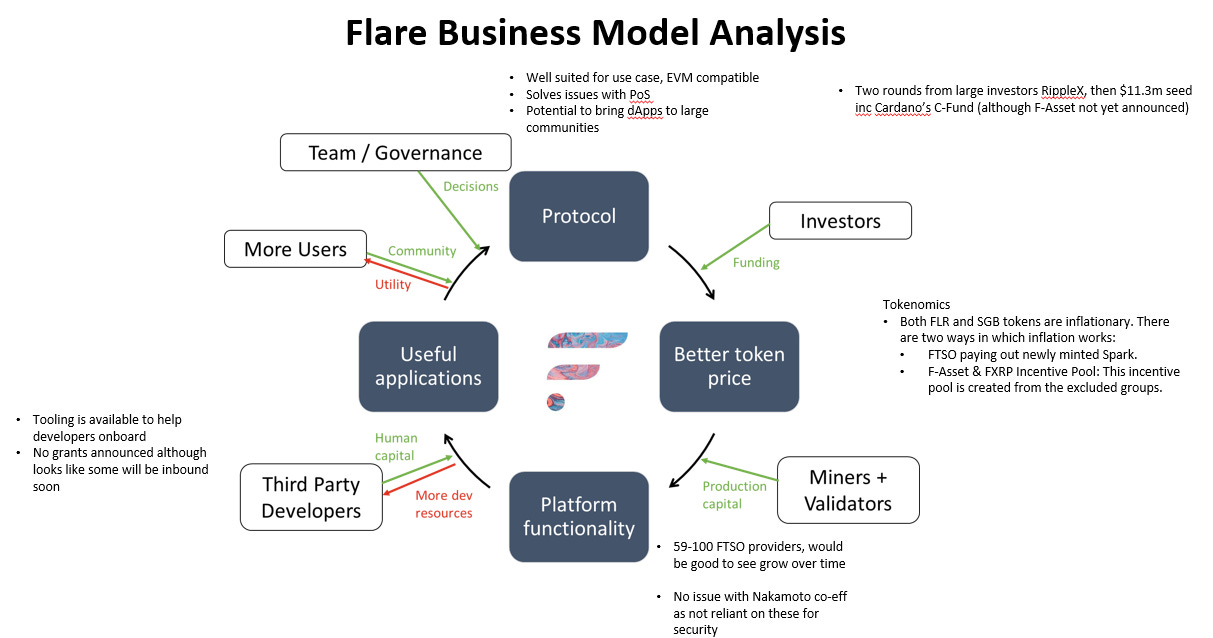 Flare Business Model Analysis
• Well suited for use case, EVM compatible
• Solves issues with PoS
• Potential to bring dApps to large
communities
• Two rounds from large investors RippleX, then $11.3m seed
inc Cardano's C-Fund (although F-Asset not yet announced)
Team / Governance
Decisions
Protocol
Investors
Funding
More Users
Community
Utility
Tokenomics
• Both FLR and SGB tokens are inflationary. There
are two ways in which inflation works:
• FTSO paying out newly minted Spark.
• F-Asset & FXRP Incentive Pool: This incentive
pool is created from the excluded groups.
Useful
applications
Better token
price
• Tooling is available to help
developers onboard
• No grants announced although
looks like some will be inbound
soon
Human
capital
Third Party
Developers
More dev
resources
Platform
functionality
Production
capital
Miners +
Validators
• 59-100 FTSO providers, would
be good to see grow over time
• No issue with Nakamoto co-eff
as not reliant on these for
security